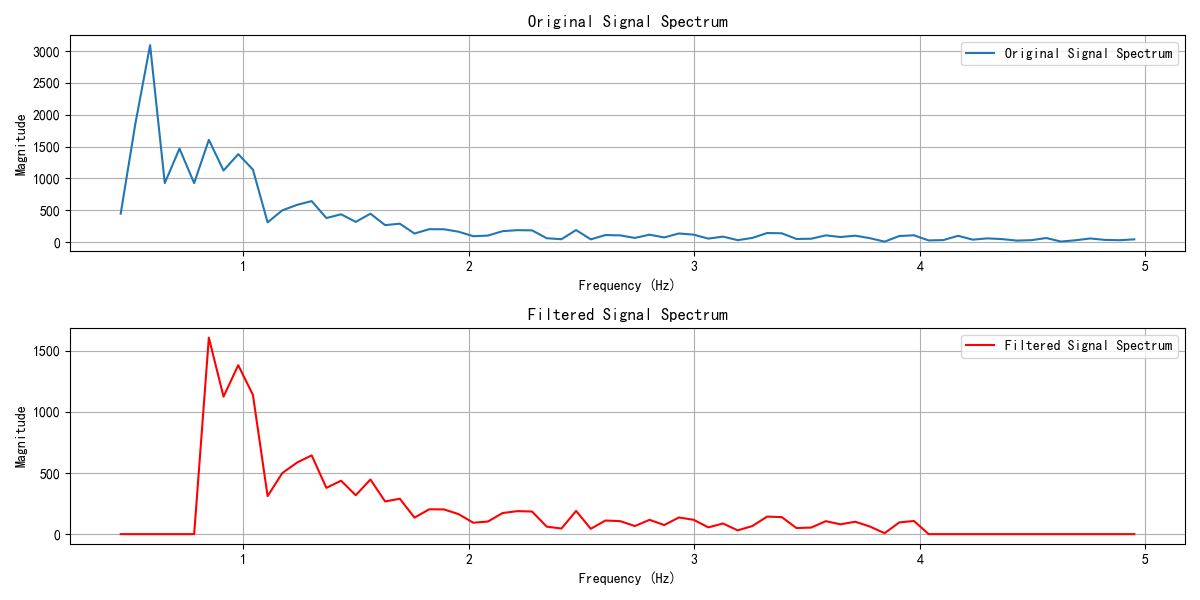 Original Signal Spectrum
Original Signal Spectrum
Magnitude
3000
2500
2000
1500
1000
500
0
1 2 3 4 5
Frequency (Hz)
Filtered Signal Spectrum
Filtered Signal Spectrum
Magnitude
1500
1000
500
0
1 2 3 4 5
Frequency (Hz)